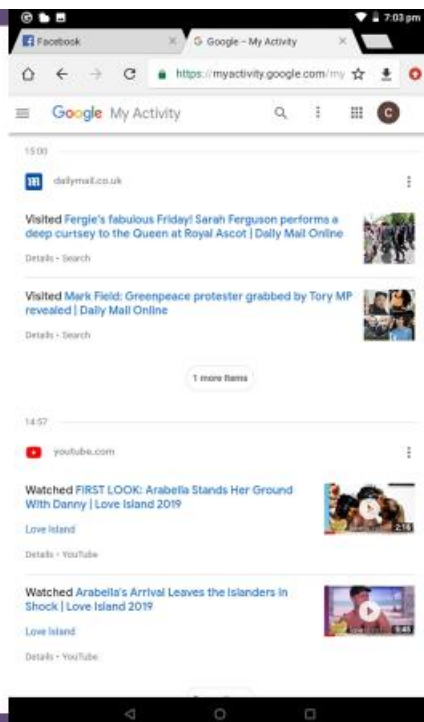 7:03 pm
Facebook
Google - My Activity
https://myactivity.google.com/my
Google My Activity
C
15:00
dailymail.co.uk
Visited Fergie's fabulous Friday! Sarah Ferguson performs a
deep curtsey to the Queen at Royal Ascot | Daily Mail Online
Details • Search
Visited Mark Field: Greenpeace protester grabbed by Tory MP
revealed | Daily Mail Online
Details • Search
1 more items
14:57
youtube.com
Watched FIRST LOOK: Arabella Stands Her Ground
With Danny | Love Island 2019
Love Island
2:16
Details • YouTube
Watched Arabella's Arrival Leaves the Islanders in
Shock | Love Island 2019
Love Island
Details • YouTube